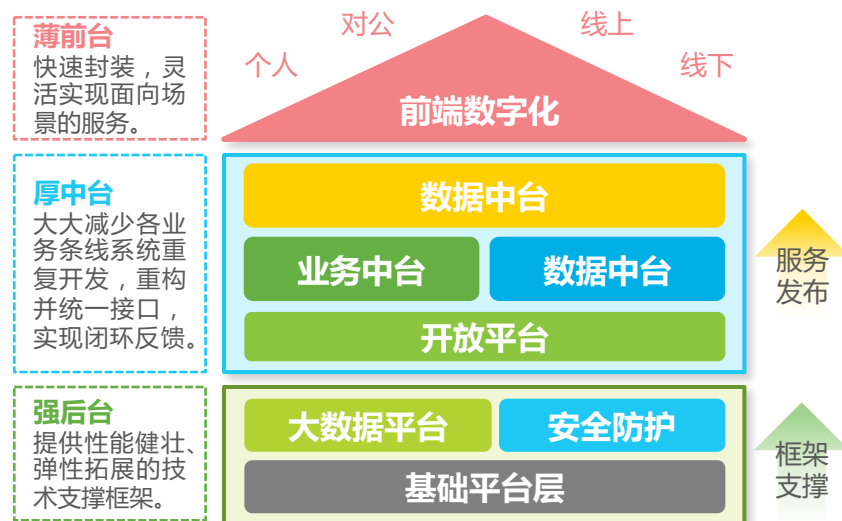 薄前台
快速封装，灵
活实现面向场
景的服务。
对公
线上
个人
线下
前端数字化
厚中台
大大减少各业
务条线系统重
复开发，重构
并统一接口，
实现闭环反馈。
数据中台
业务中台
数据中台
开放平台
服务
发布
强后台
提供性能健壮、
弹性拓展的技
术支撑框架。
大数据平台
安全防护
基础平台层
框架
支撑